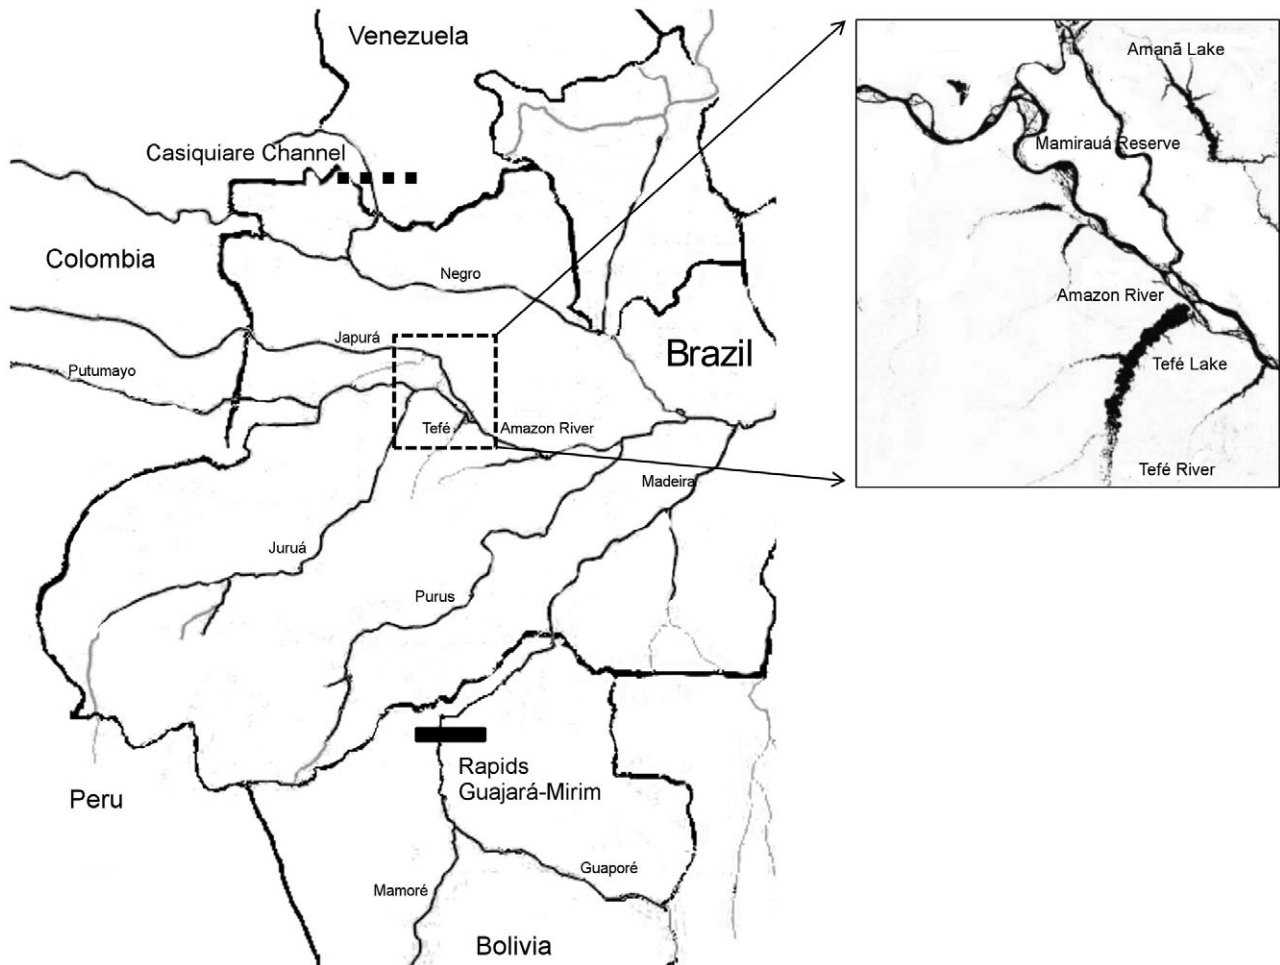 Venezuela
Amanã Lake
Casiquiare Channel
Mamirauá Reserve
Colombia
Negro
Amazon River
Japurá
Brazil
Putumayo
Tefé Lake
Tefé
Amazon River
Tefé River
Madeira
Juruá
Purus
Rapids
Guajará-Mirim
Peru
Guaporé
Mamoré
Bolivia